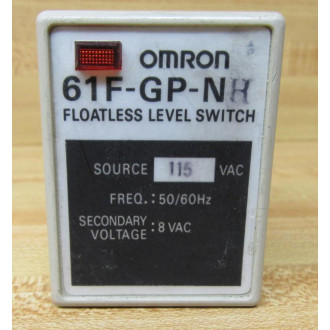 OMRON
61F-GP-NH
FLOATLESS LEVEL SWITCH
SOURCE 115 VAC
FREQ.: 50/60Hz
SECONDARY
VOLTAGE : 8 VAC